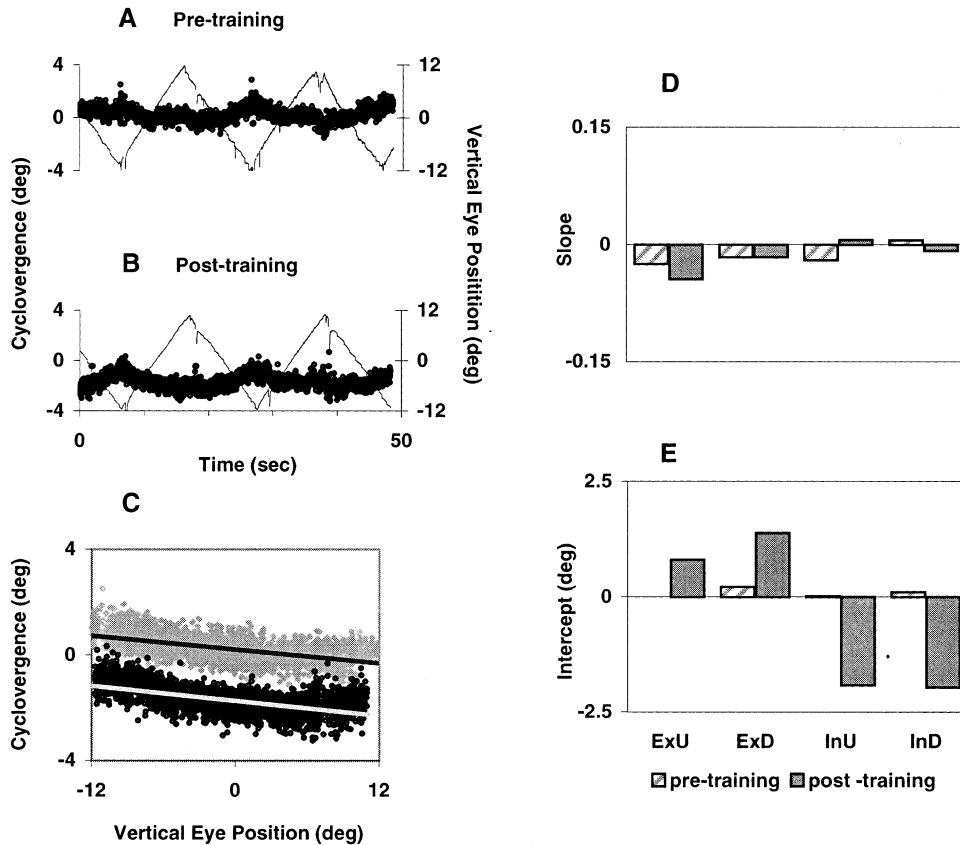 A Pre-training
4
0
-4
12
0
-12
Cyclovergence (deg)
Vertical Eye Positition (deg)
B Post-training
4
0
-4
12
0
-12
0
50
Time (sec)
C
4
0
-4
Cyclovergence (deg)
-12
0
12
Vertical Eye Position (deg)
D
0.15
0
-0.15
Slope
E
2.5
0
-2.5
Intercept (deg)
ExU ExD InU InD
pre-training post -training